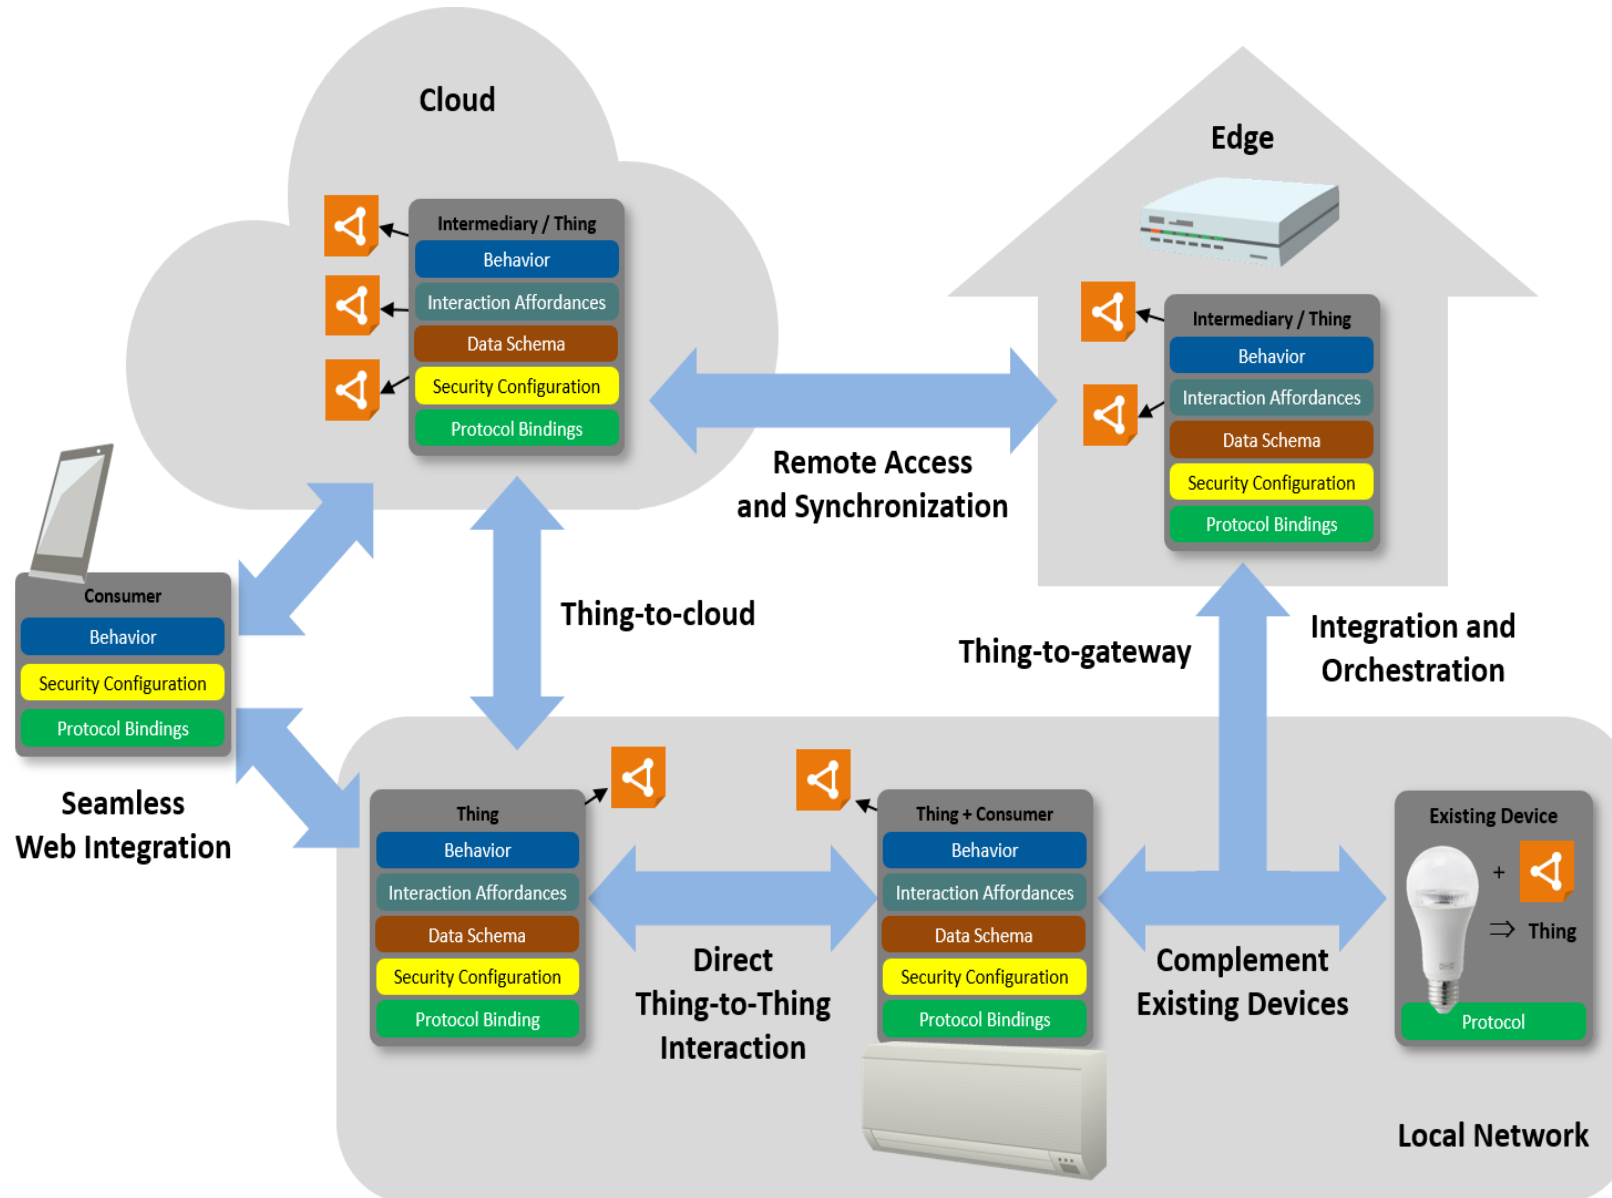 Cloud
Intermediary / Thing
Behavior
Interaction Affordances
Data Schema
Security Configuration
Protocol Bindings
Edge
Intermediary / Thing
Behavior
Interaction Affordances
Data Schema
Security Configuration
Protocol Bindings
Remote Access
and Synchronization
Consumer
Behavior
Security Configuration
Protocol Bindings
Thing-to-cloud
Thing-to-gateway
Integration and
Orchestration
Seamless
Web Integration
Thing
Behavior
Interaction Affordances
Data Schema
Security Configuration
Protocol Binding
Direct
Thing-to-Thing
Interaction
Thing + Consumer
Behavior
Interaction Affordances
Data Schema
Security Configuration
Protocol Bindings
Complement
Existing Devices
Existing Device
+
⇒ Thing
Protocol
Local Network